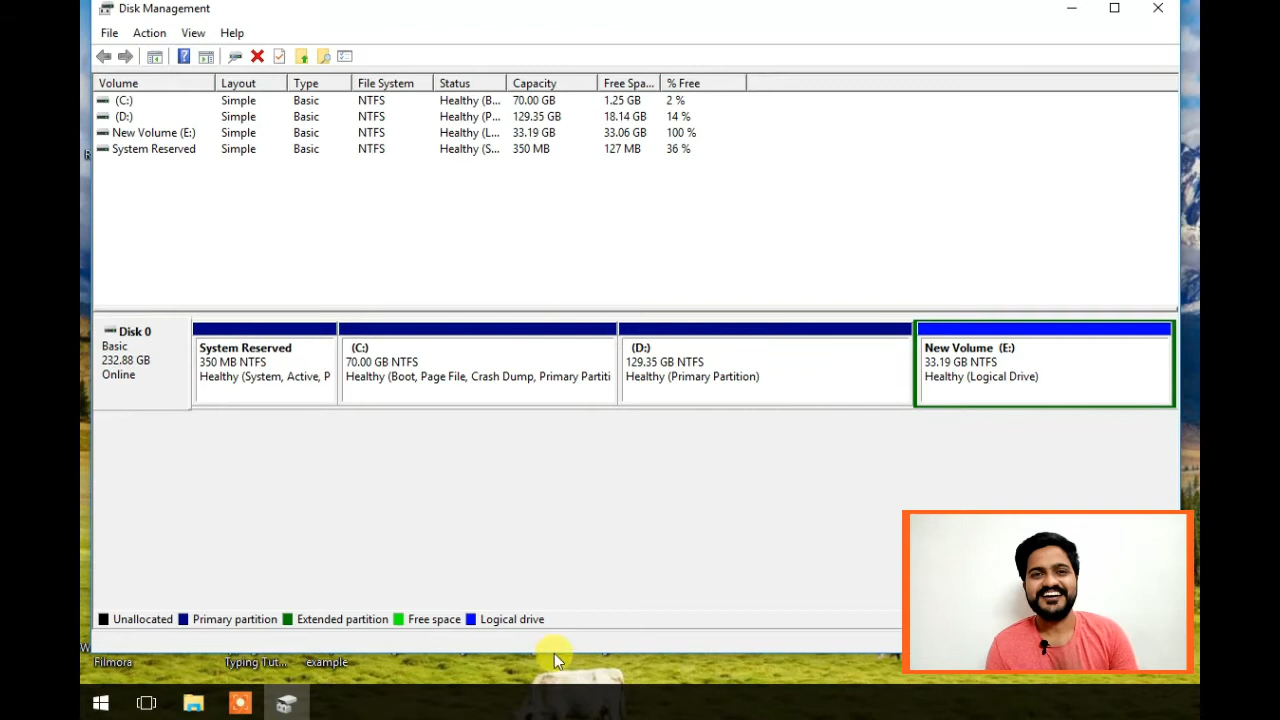 Disk Management
File Action View Help
Volume Layout Type File System Status Capacity Free Spa... % Free
(C:) Simple Basic NTFS Healthy (B... 70.00 GB 1.25 GB 2 %
(D:) Simple Basic NTFS Healthy (P... 129.35 GB 18.14 GB 14 %
New Volume (E:) Simple Basic NTFS Healthy (L... 33.19 GB 33.06 GB 100 %
System Reserved Simple Basic NTFS Healthy (S... 350 MB 127 MB 36 %
Disk 0
Basic
232.88 GB
Online
System Reserved
350 MB NTFS
Healthy (System, Active, P
(C:)
70.00 GB NTFS
Healthy (Boot, Page File, Crash Dump, Primary Partiti
(D:)
129.35 GB NTFS
Healthy (Primary Partition)
New Volume (E:)
33.19 GB NTFS
Healthy (Logical Drive)
Unallocated Primary partition Extended partition Free space Logical drive
Filmora Typing Tut... example